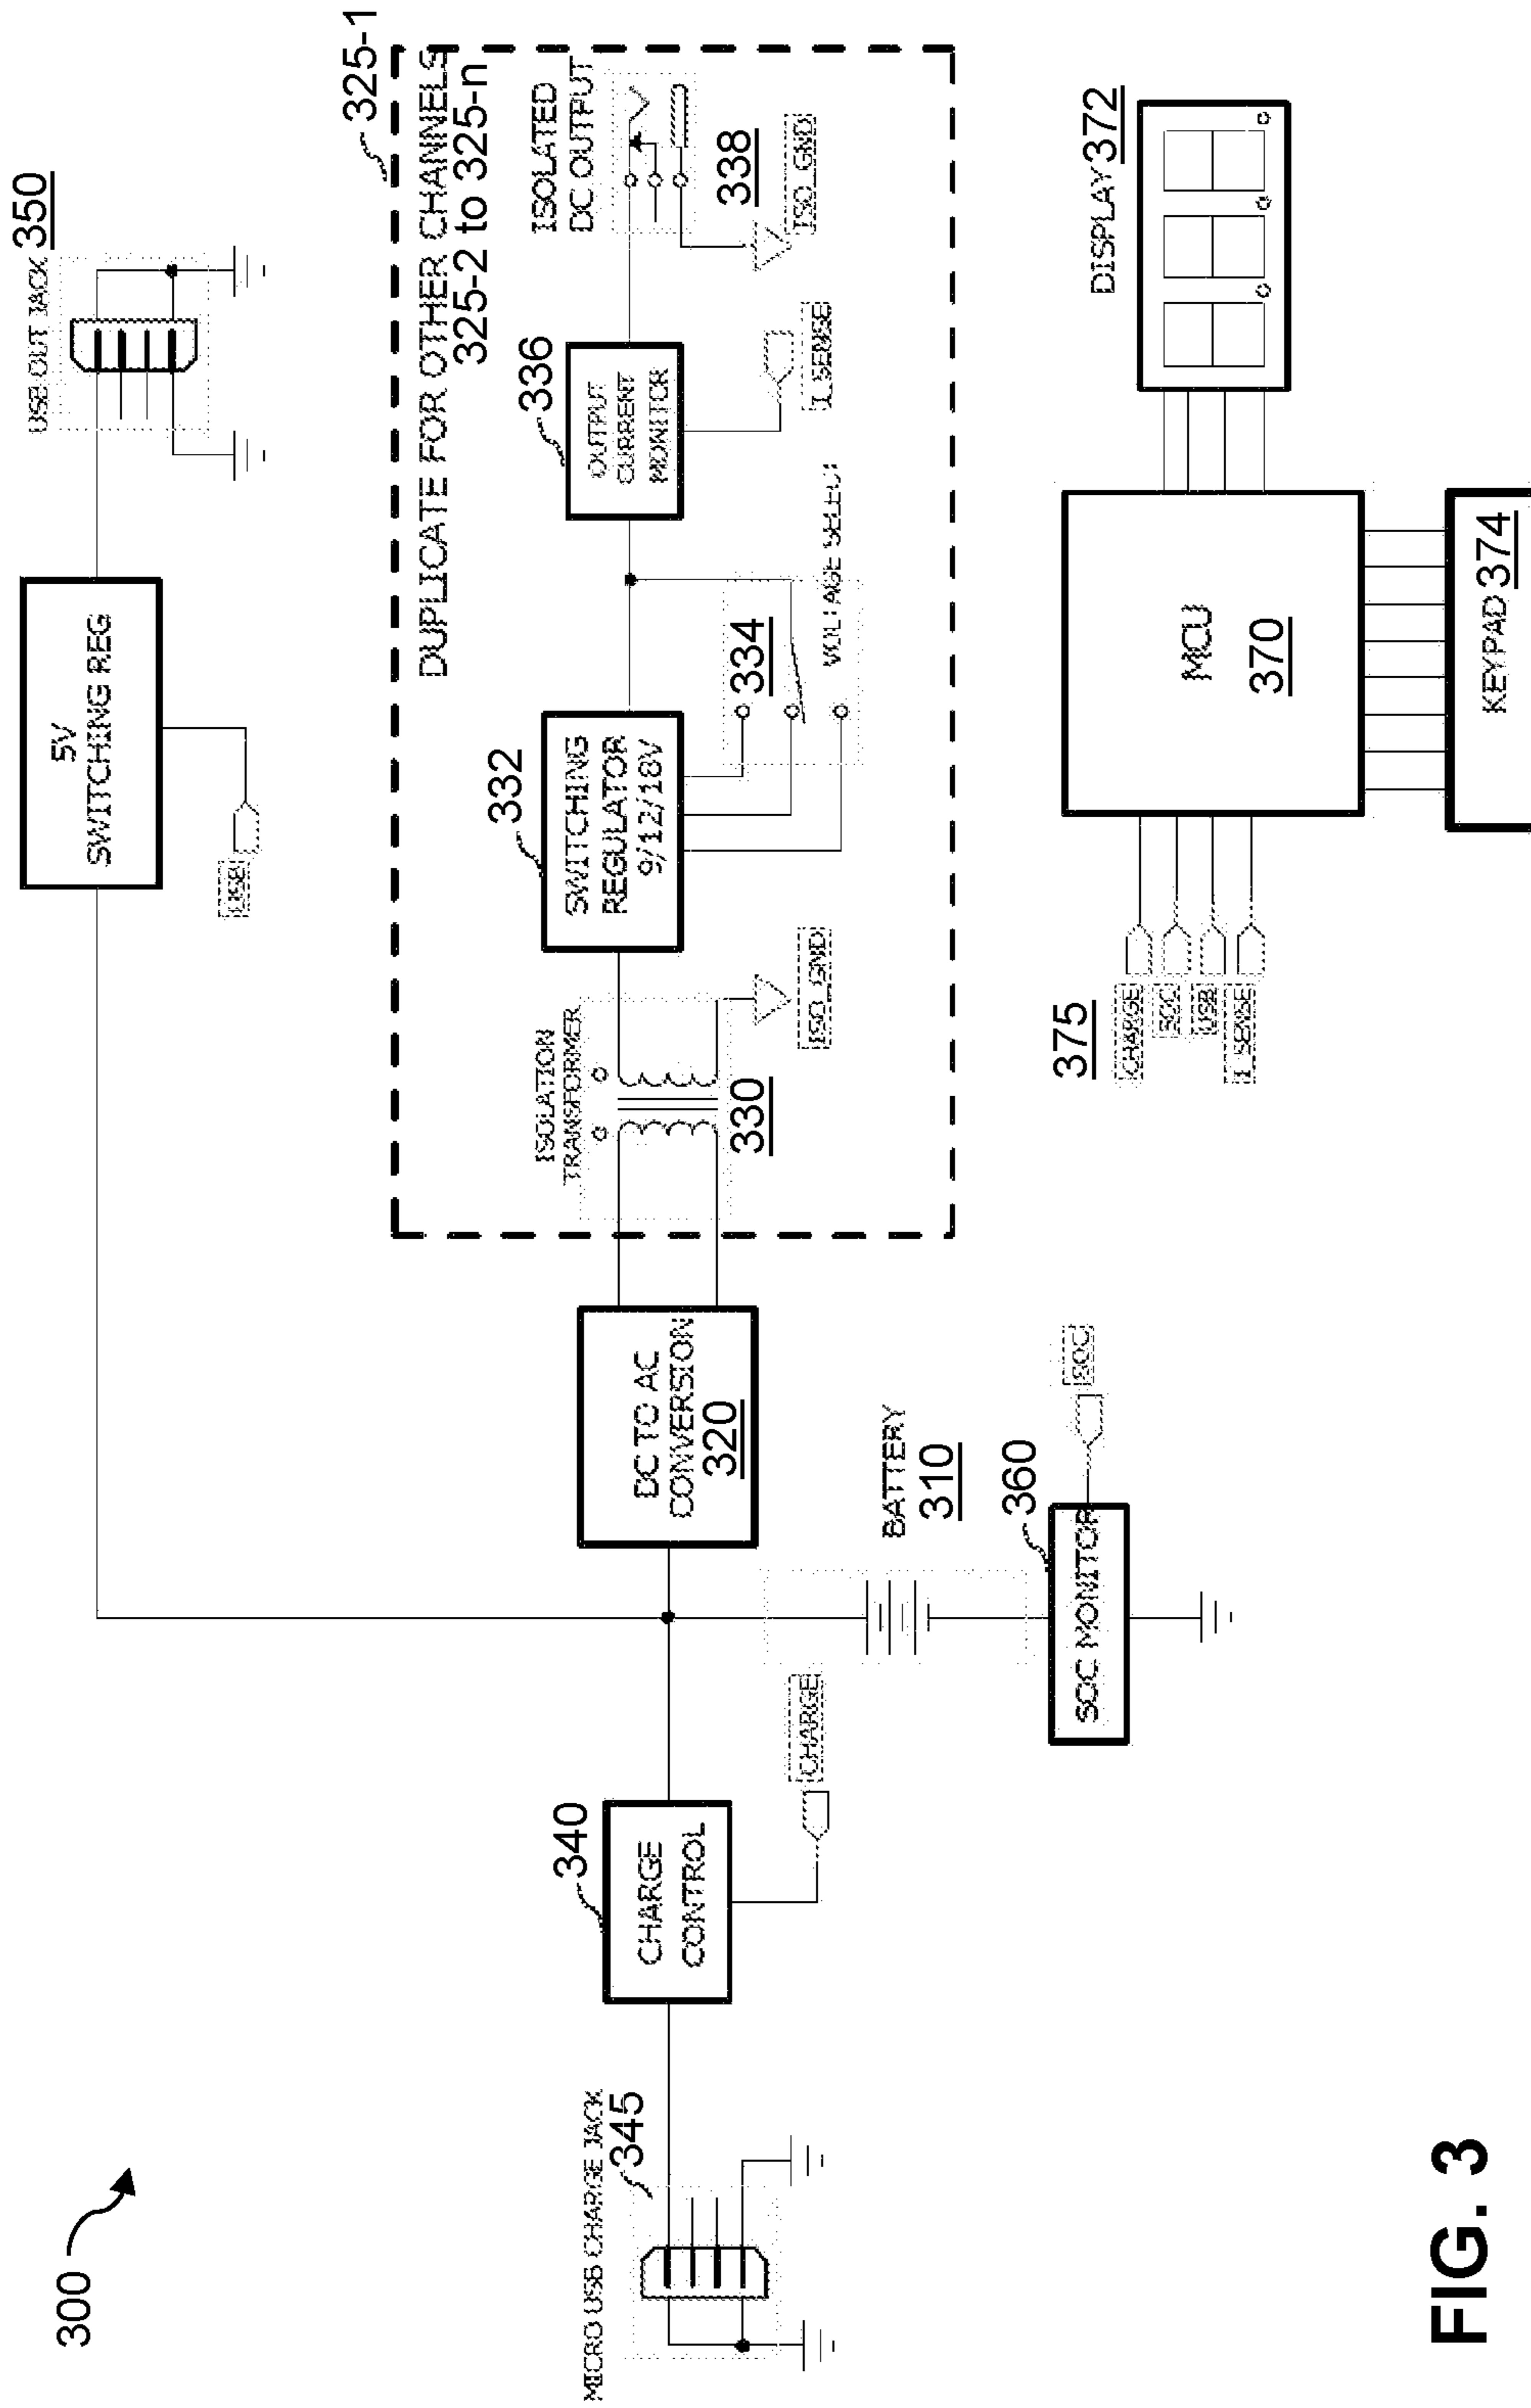 300
USB OUT JACK
350
5V
SWITCHING REG
USB
325-1
DUPLICATE FOR OTHER CHANNELS
325-2 to 325-n
ISOLATION
TRANSFORMER
330
ISO_GND
332
SWITCHING
REGULATOR
9/12/18V
334
VOLTAGE SELECT
336
OUTPUT
CURRENT
MONITOR
I_SENSE
ISOLATED
DC OUTPUT
338
ISO_GND
MICRO USB CHARGE JACK
345
340
CHARGE
CONTROL
CHARGE
DC TO AC
CONVERSION
320
BATTERY
310
360
SOC MONITOR
SOC
375
CHARGE
SOC
USB
I_SENSE
MCU
370
DISPLAY 372
KEYPAD 374
FIG. 3